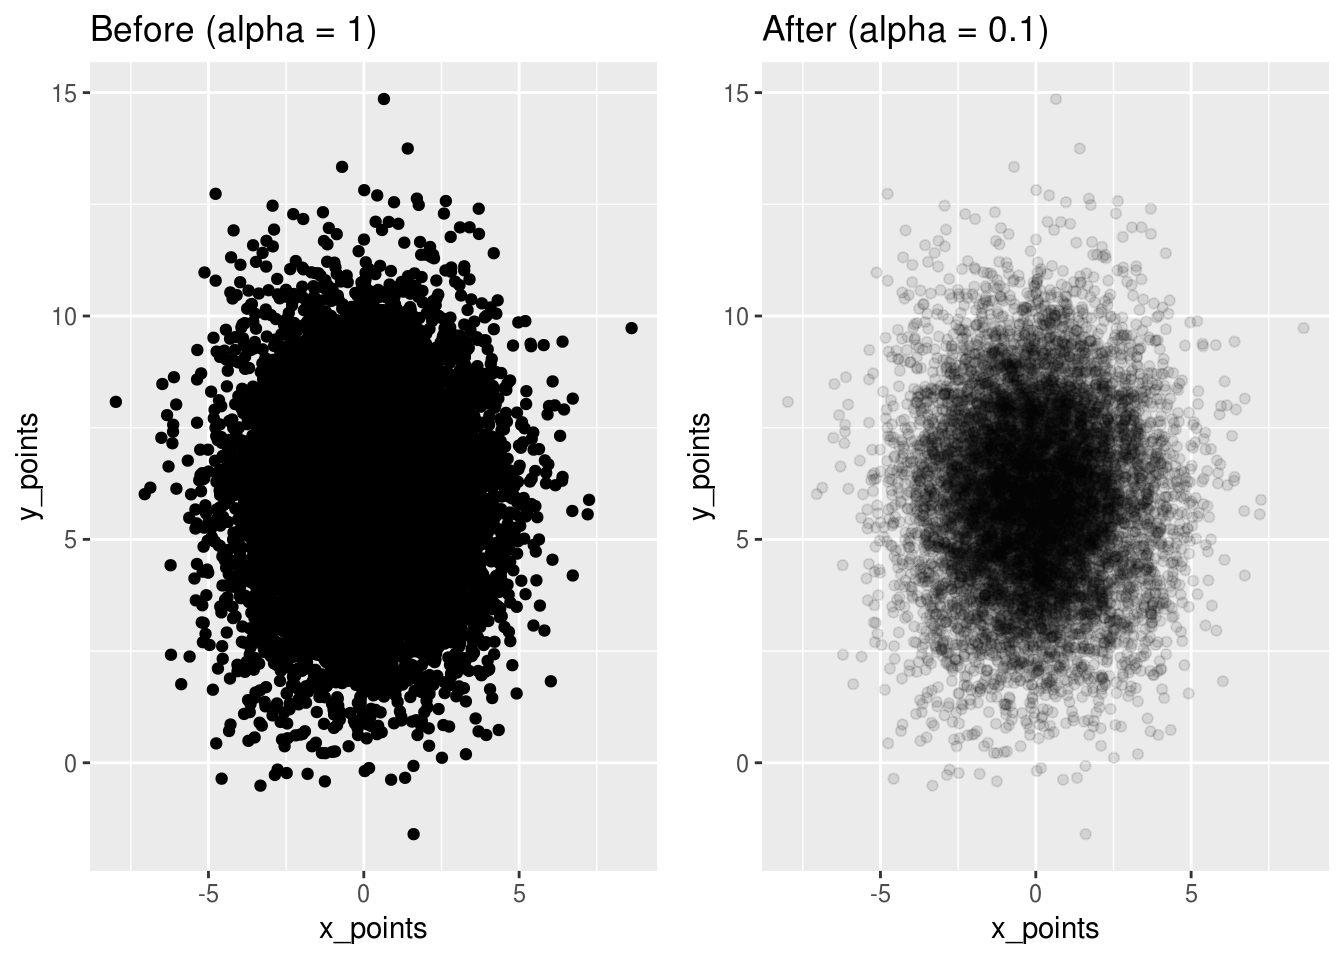 Before (alpha = 1)
15
10
5
0
y_points
-5 0 5
x_points
After (alpha = 0.1)
15
10
5
0
y_points
-5 0 5
x_points